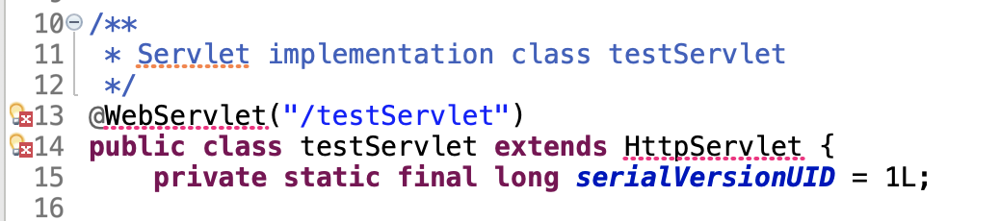 10 /**
11 * Servlet implementation class testServlet
12 */
13 @WebServlet("/testServlet")
14 public class testServlet extends HttpServlet {
15 private static final long serialVersionUID = 1L;
16